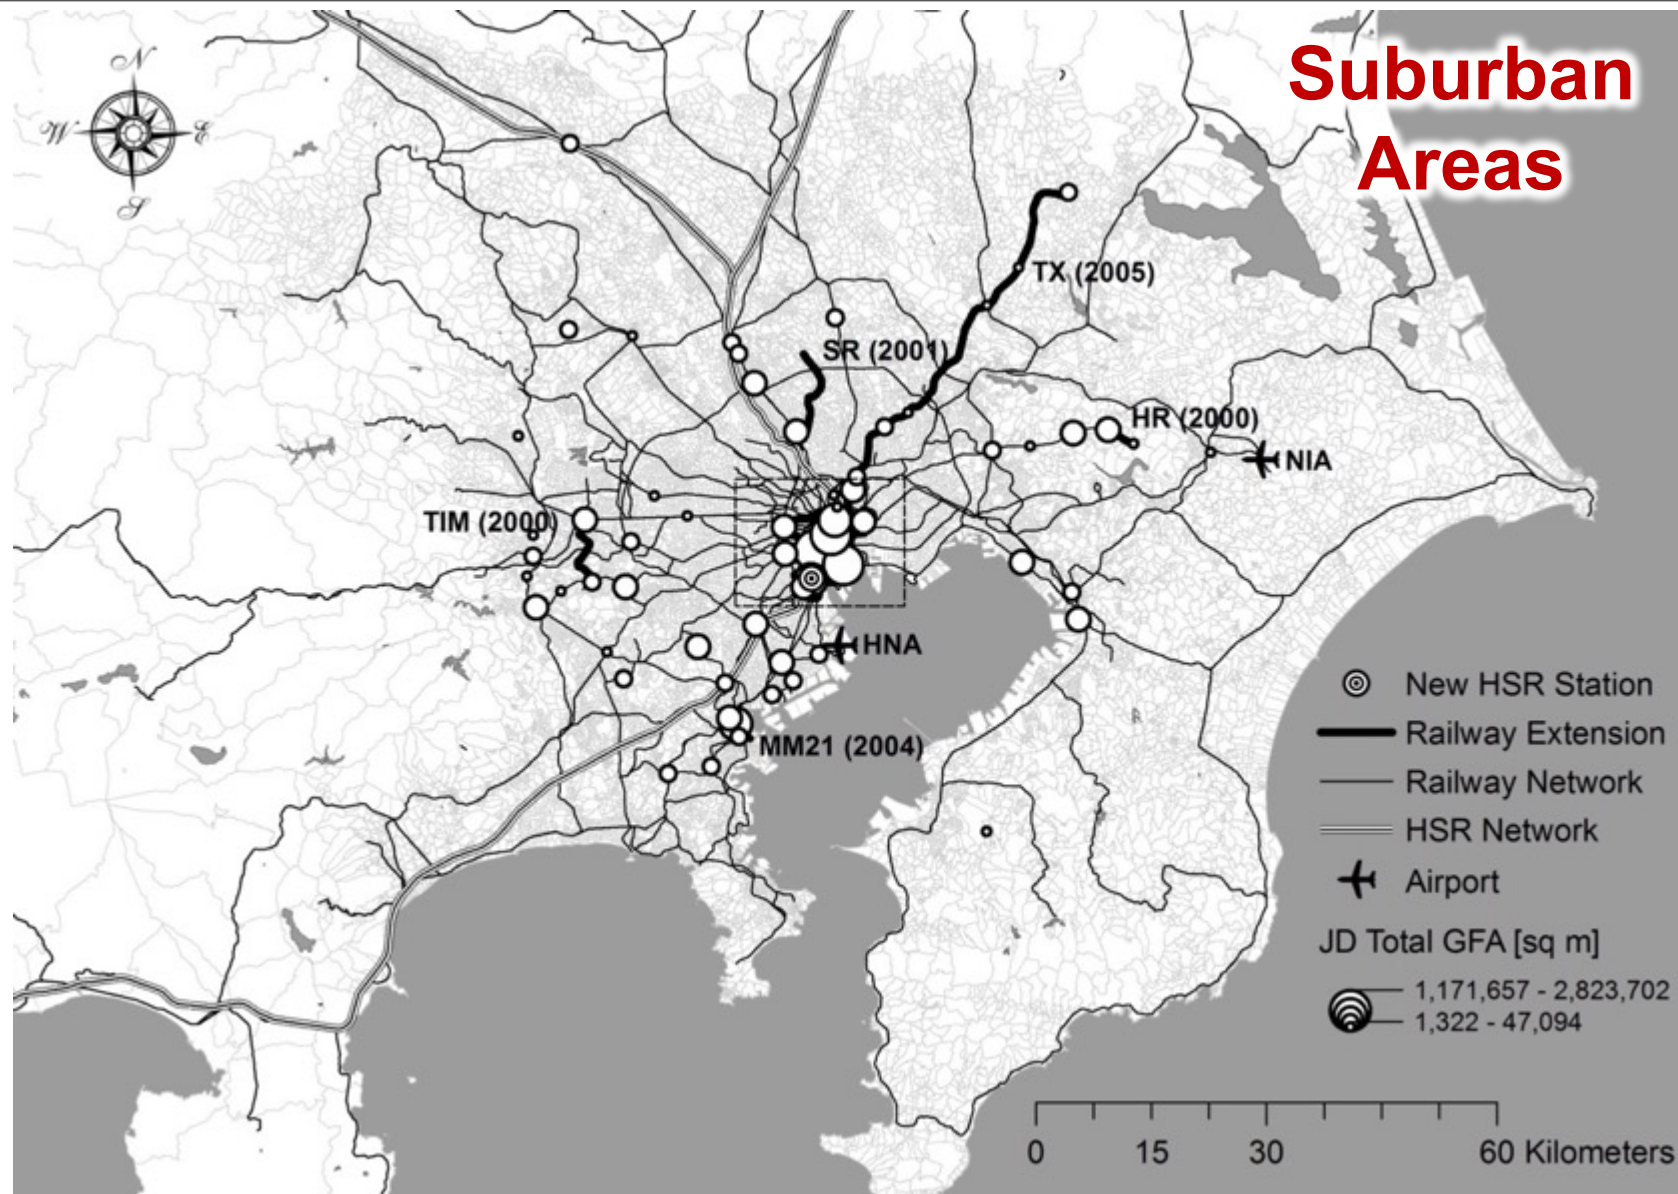 Suburban
Areas
N
W E
S
TX (2005)
SR (2001)
HR (2000)
NIA
TIM (2000)
HNA
MM21 (2004)
New HSR Station
Railway Extension
Railway Network
HSR Network
Airport
JD Total GFA [sq m]
1,171,657 - 2,823,702
1,322 - 47,094
0 15 30 60 Kilometers